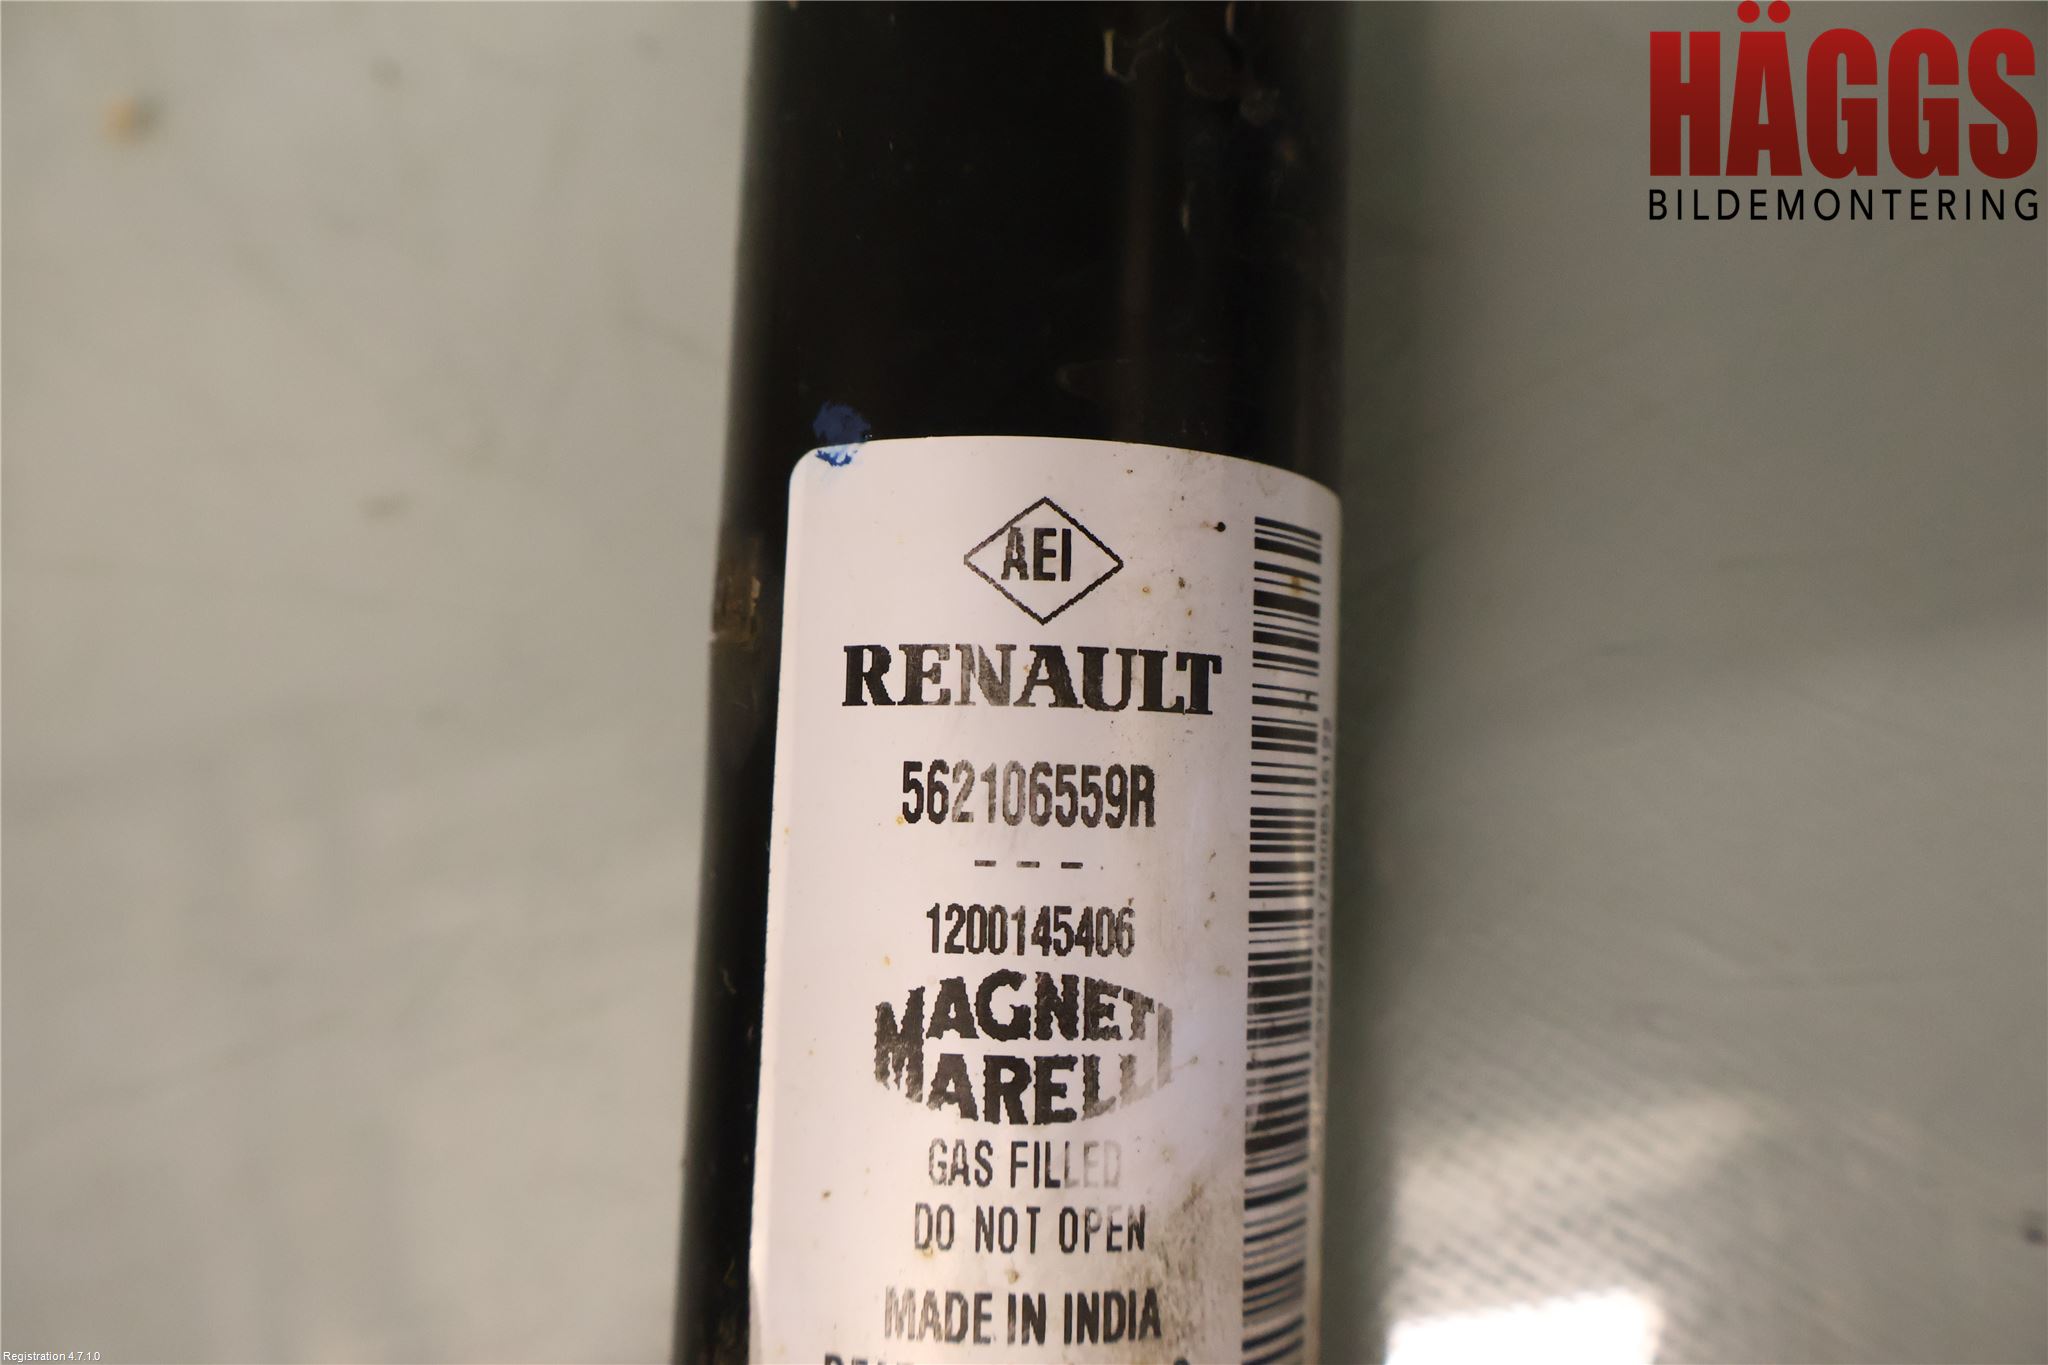 HÄGGS
BILDEMONTERING
AEI
RENAULT
562106559R
---
1200145406
MAGNETI
MARELLI
GAS FILLED
DO NOT OPEN
MADE IN INDIA
Registration 4.7.1.0